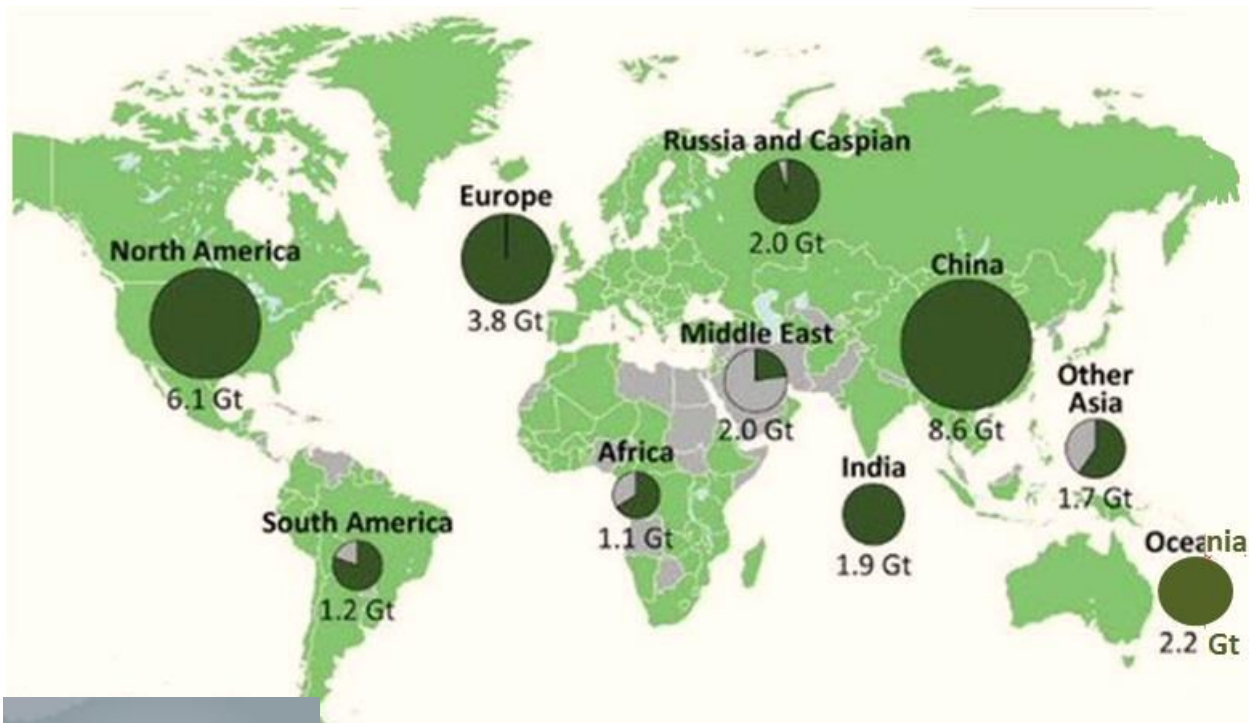 Russia and Caspian
2.0 Gt
Europe
3.8 Gt
North America
6.1 Gt
China
8.6 Gt
Middle East
2.0 Gt
Other
Asia
1.7 Gt
Africa
1.1 Gt
India
1.9 Gt
South America
1.2 Gt
Oceania
2.2 Gt